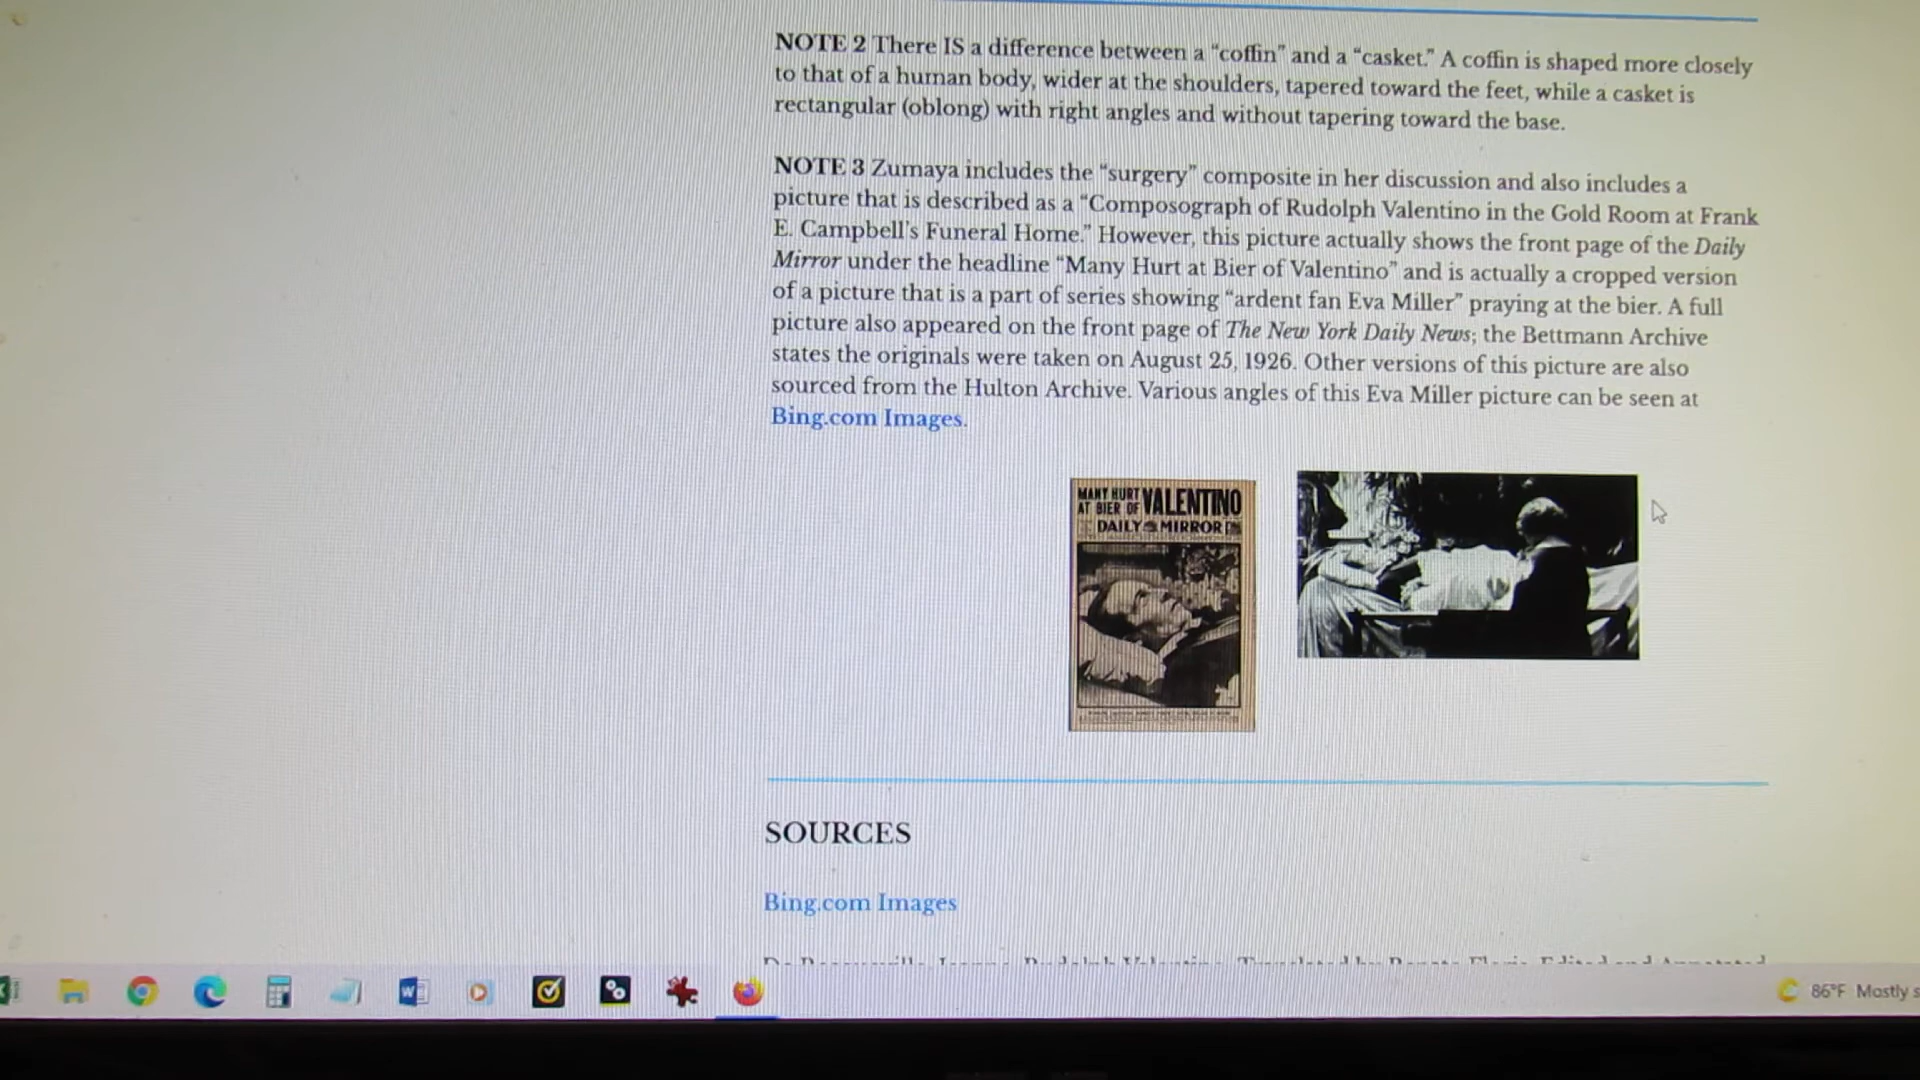 NOTE 2 There IS a difference between a “coffin” and a “casket.” A coffin is shaped more closely
to that of a human body, wider at the shoulders, tapered toward the feet, while a casket is
rectangular (oblong) with right angles and without tapering toward the base.
NOTE 3 Zumaya includes the “surgery” composite in her discussion and also includes a
picture that is described as a “Composograph of Rudolph Valentino in the Gold Room at Frank
E. Campbell’s Funeral Home.” However, this picture actually shows the front page of the Daily
Mirror under the headline “Many Hurt at Bier of Valentino” and is actually a cropped version
of a picture that is a part of series showing “ardent fan Eva Miller” praying at the bier. A full
picture also appeared on the front page of The New York Daily News; the Bettmann Archive
states the originals were taken on August 25, 1926. Other versions of this picture are also
sourced from the Hulton Archive. Various angles of this Eva Miller picture can be seen at
Bing.com Images.
MANY HURT
AT BIER OF VALENTINO
DAILY MIRROR
SOURCES
Bing.com Images
86°F Mostly s